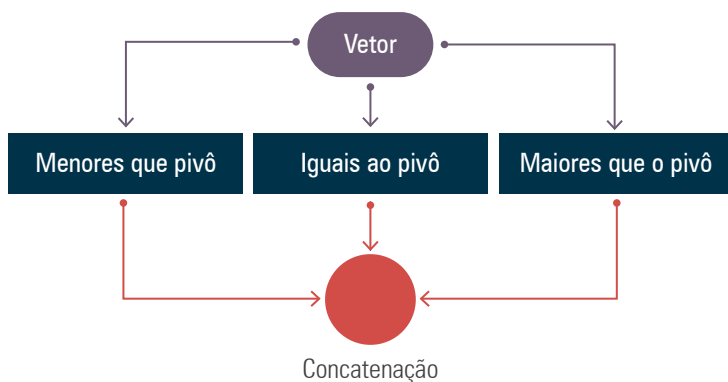 Vetor
Menores que pivô
Iguais ao pivô
Maiores que o pivô
Concatenação